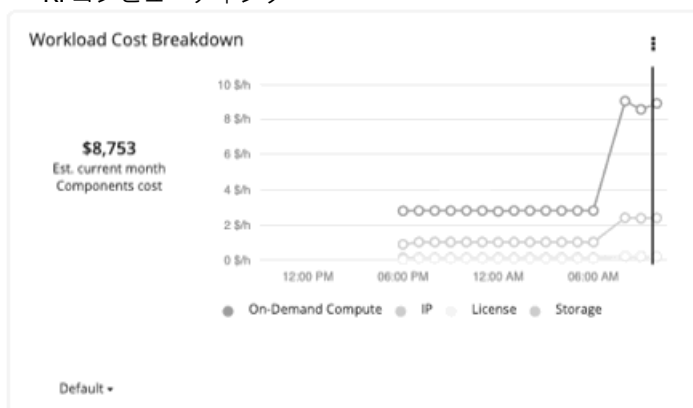 Workload Cost Breakdown
10 $/h
8 $/h
$8,753
6 $/h
Est. current month
Components cost
4 $/h
2 $/h
0 $/h
12:00 PM 06:00 PM 12:00 AM 06:00 AM
On-Demand Compute IP License Storage
Default